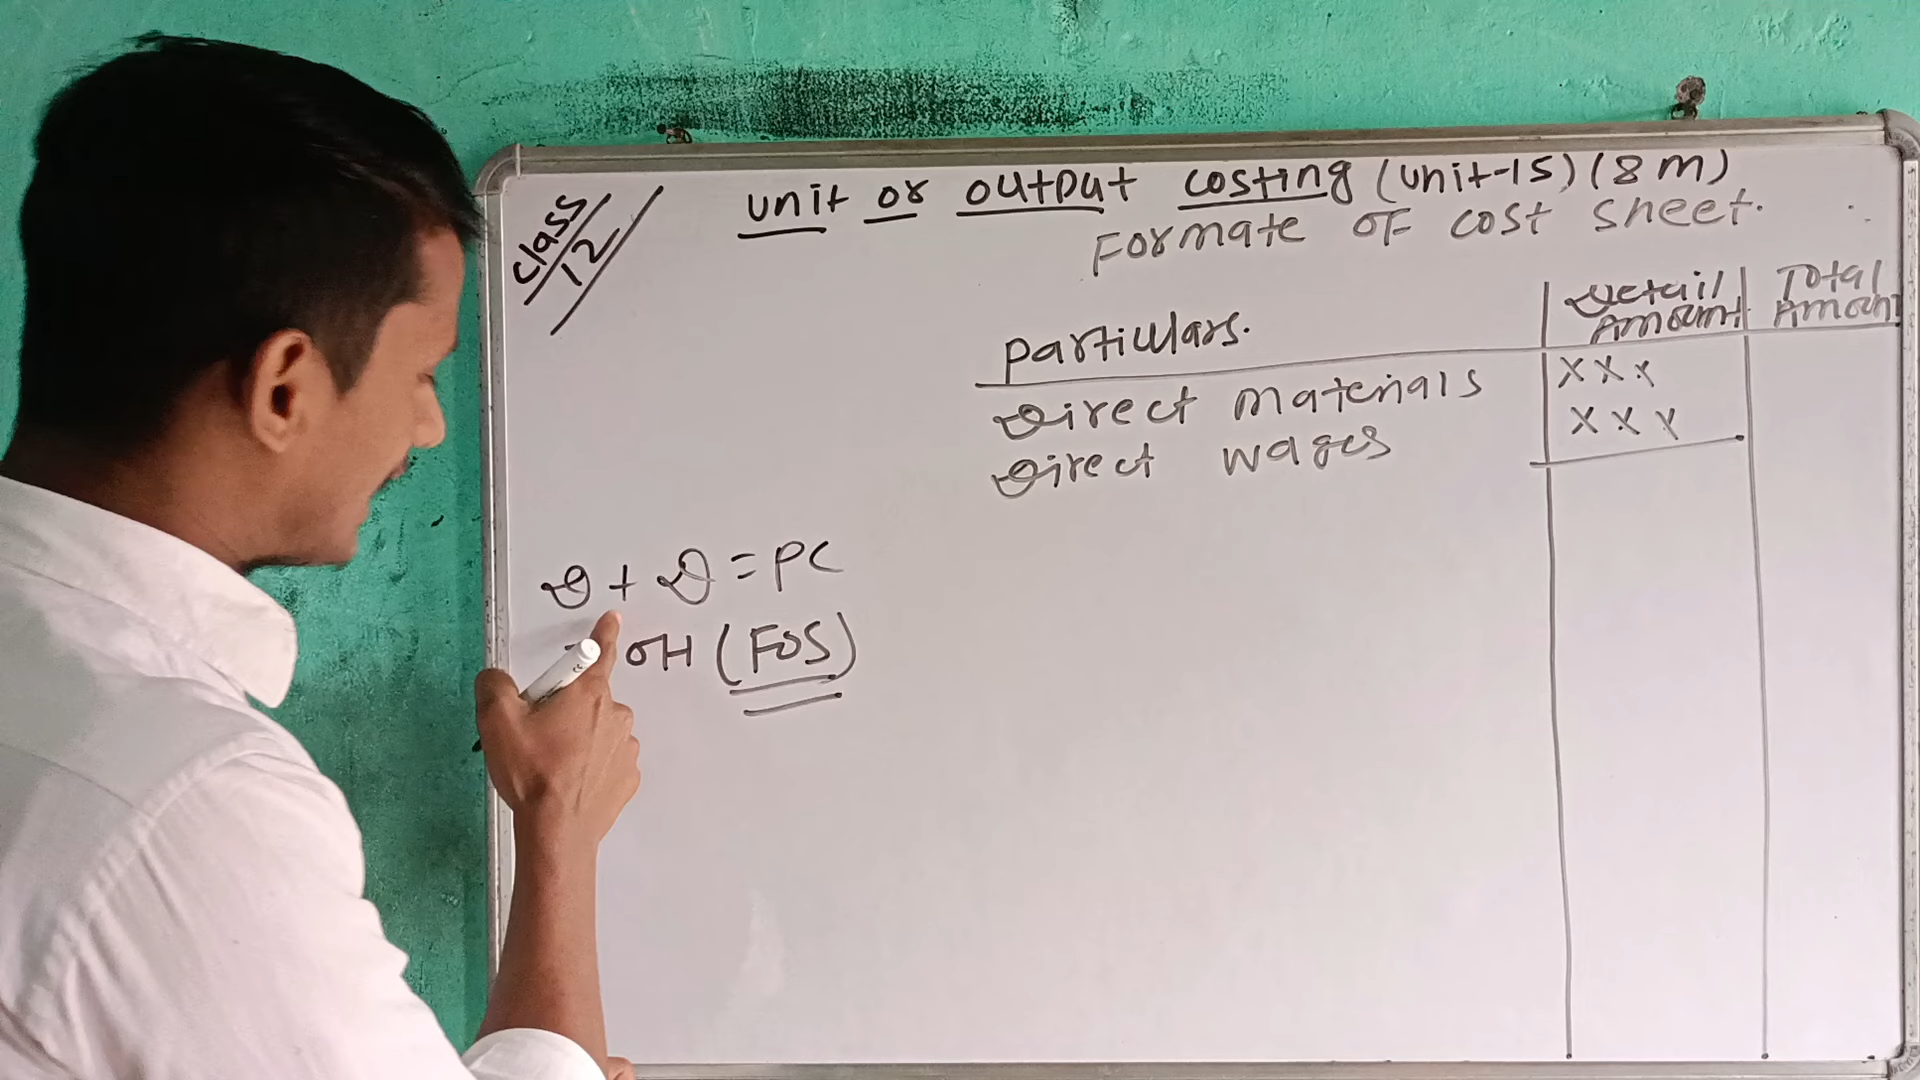 class
12
unit or output costing (unit-15) (8 m)
Formate OF cost sheet.
particulars.
Detail Amount
Total Amount
Direct materials
xxx
Direct wages
xxx
D + D = PC
OH (FOS)